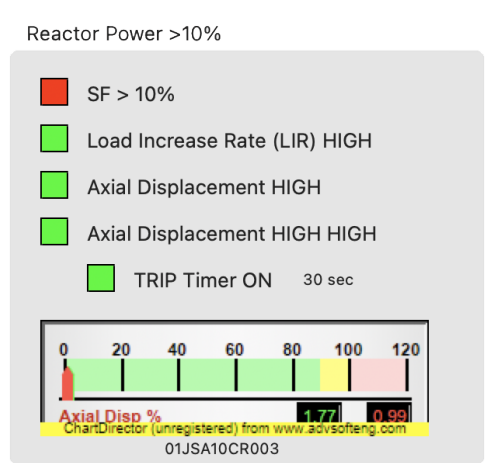 Reactor Power >10%
SF > 10%
Load Increase Rate (LIR) HIGH
Axial Displacement HIGH
Axial Displacement HIGH HIGH
TRIP Timer ON 30 sec
0 20 40 60 80 100 120
Axial Disp % 1.77 0.99
ChartDirector (unregistered) from www.advsofteng.com
01JSA10CR003